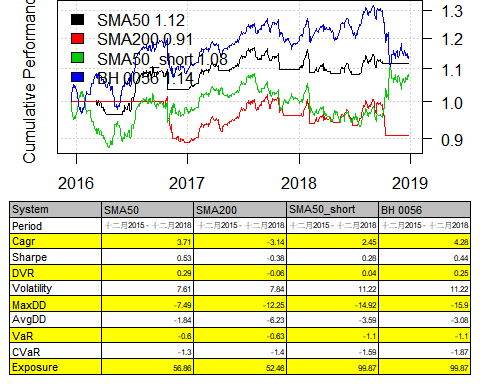 SMA50 1.12
SMA200 0.91
SMA50_short 1.08
BH 0056 1.14
Cumulative Performance
1.3
1.2
1.1
1.0
0.9
2016 2017 2018 2019
System SMA50 SMA200 SMA50_short BH 0056
Period 十二月2015 - 十二月2018 十二月2015 - 十二月2018 十二月2015 - 十二月2018 十二月2015 - 十二月2018
Cagr 3.71 -3.14 2.45 4.28
Sharpe 0.53 -0.38 0.28 0.44
DVR 0.29 -0.06 0.04 0.25
Volatility 7.61 7.84 11.22 11.22
MaxDD -7.49 -12.25 -14.92 -15.9
AvgDD -1.84 -6.23 -3.59 -3.08
VaR -0.6 -0.63 -1.1 -1.1
CVaR -1.3 -1.4 -1.59 -1.87
Exposure 56.86 52.46 99.87 99.87